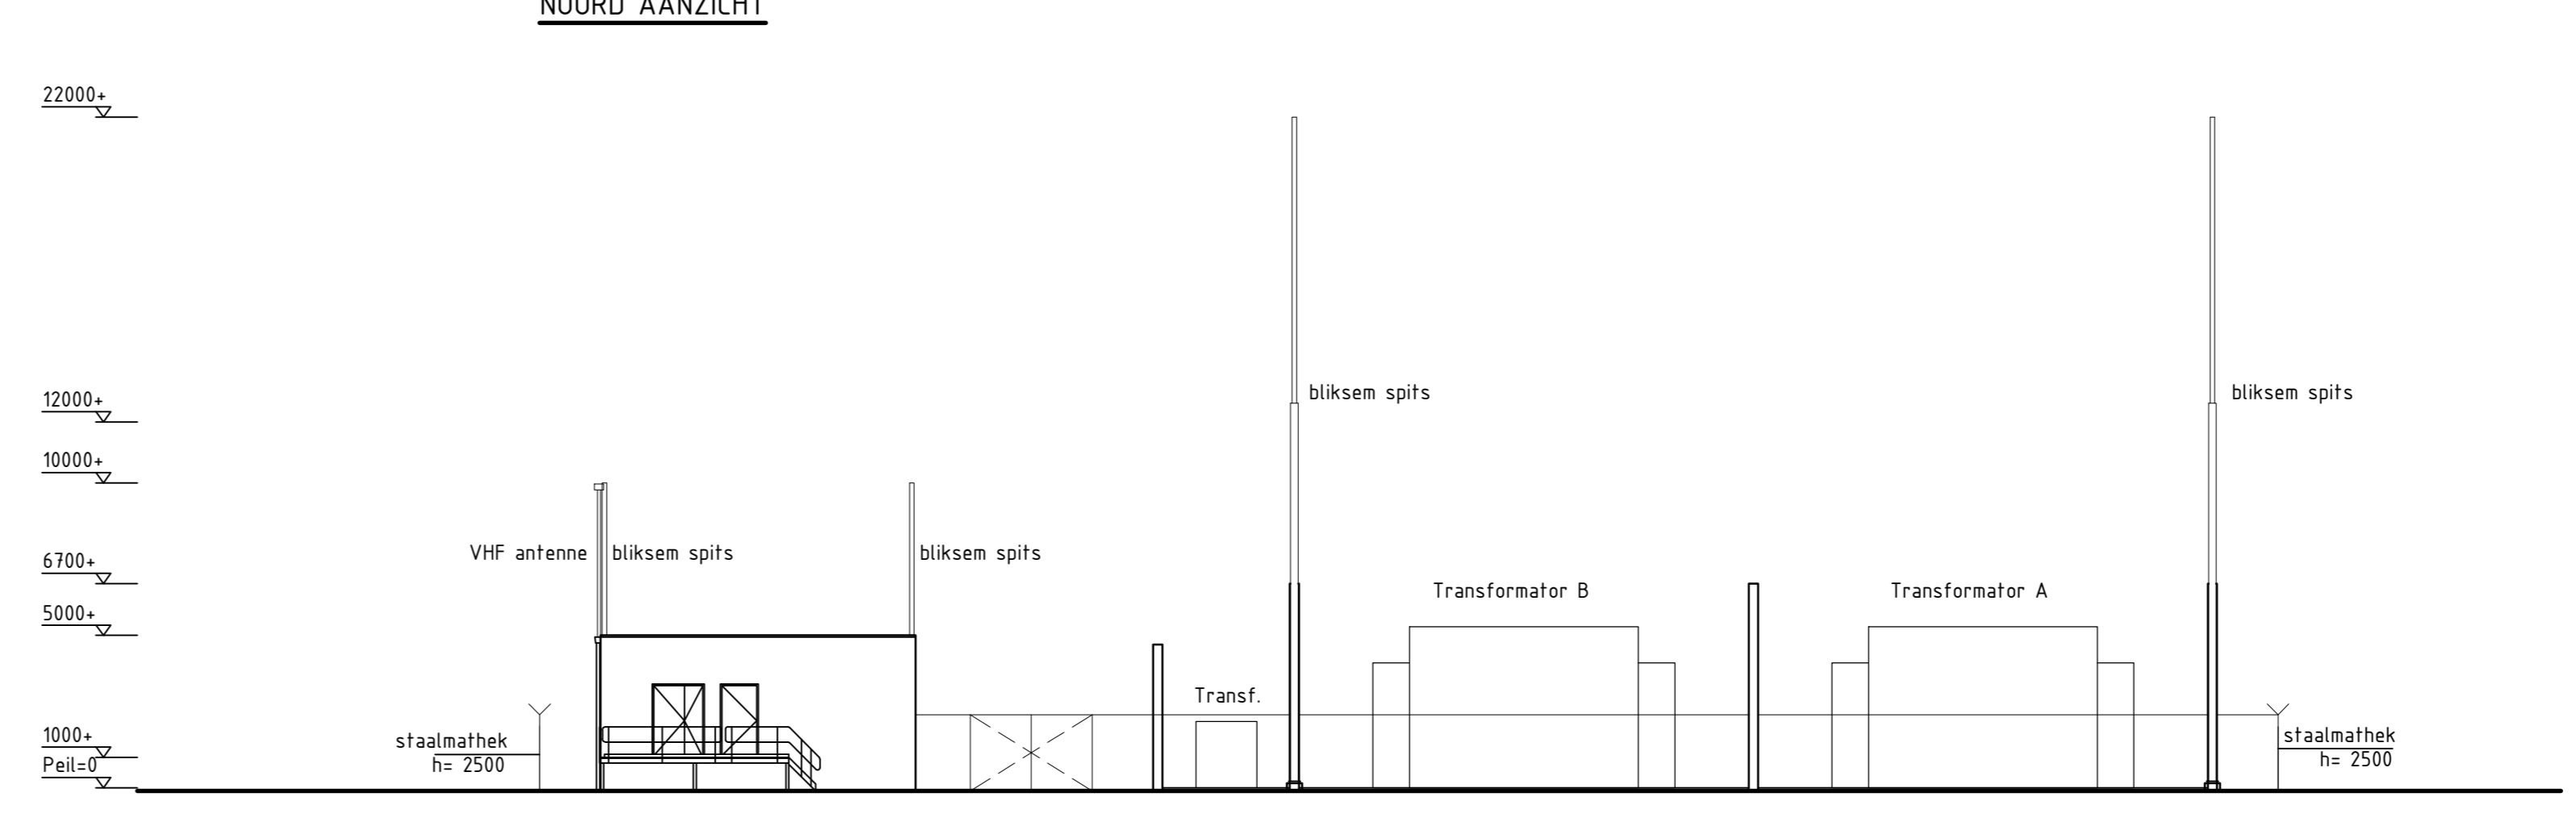 NOORD AANZICHT
22000+
12000+
bliksem spits
bliksem spits
10000+
VHF antenne
bliksem spits
bliksem spits
6700+
Transformator B
Transformator A
5000+
Transf.
1000+
staalmathek
h= 2500
staalmathek
h= 2500
Peil=0